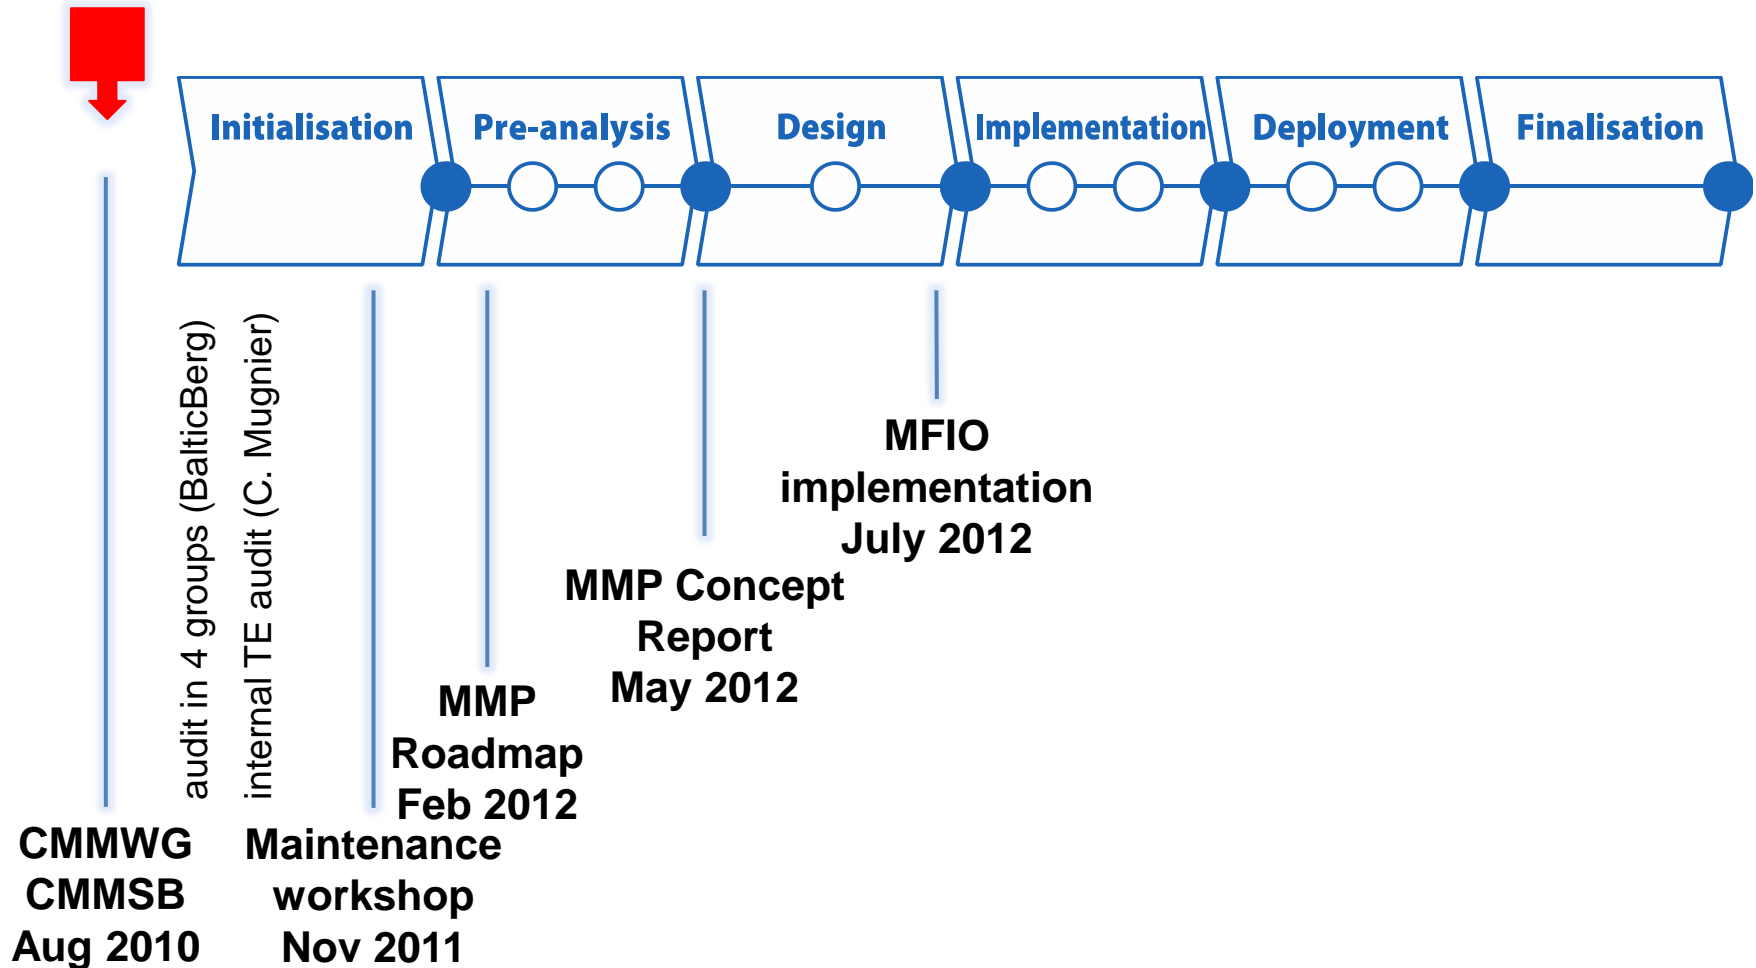 Initialisation
Pre-analysis
Design
Implementation
Deployment
Finalisation
audit in 4 groups (BalticBerg)
internal TE audit (C. Mugnier)
CMMWG
CMMSB
Aug 2010
Maintenance
workshop
Nov 2011
MMP
Roadmap
Feb 2012
MMP Concept
Report
May 2012
MFIO
implementation
July 2012